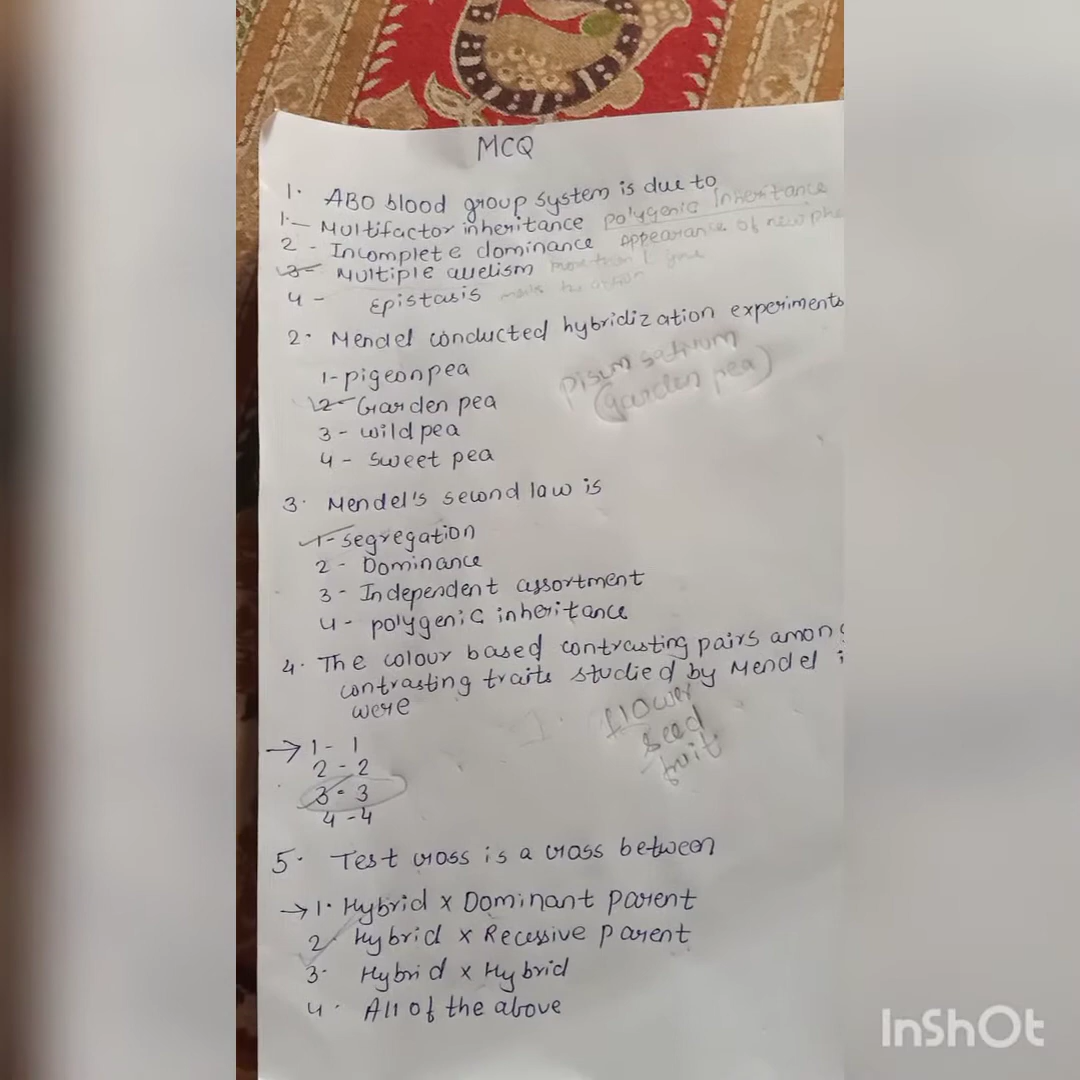 MCQ
1. ABO blood group system is due to
1- Multifactor inheritance polygenic Inheritance
2 - Incomplete dominance appearance of new
3- Multiple allelism more than 1 gene
4 - Epistasis
2. Mendel conducted hybridization experiments
1- pigeonpea
Pisum sativum
2- Garden pea
(garden pea)
3 - wild pea
4 - sweet pea
3. Mendel's second law is
1- segregation
2 - Dominance
3 - Independent assortment
4 - polygenic inheritance
4. The colour based contrasting pairs among
contrasting traits studied by Mendel
were
flower
seed
fruit
→ 1- 1
2 - 2
3 - 3
4 - 4
5. Test cross is a cross between
→ 1. Hybrid x Dominant parent
2. Hybrid x Recessive parent
3. Hybrid x Hybrid
4. All of the above
InShOt